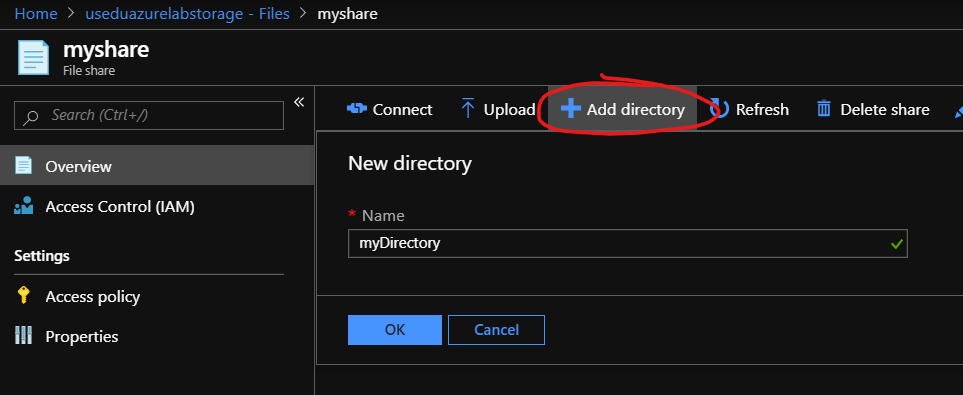 Home > useduazurelabstorage - Files > myshare
myshare
File share
«
Search (Ctrl+/)
Overview
Access Control (IAM)
Settings
Access policy
Properties
Connect Upload Add directory Refresh Delete share
New directory
* Name
myDirectory
OK Cancel